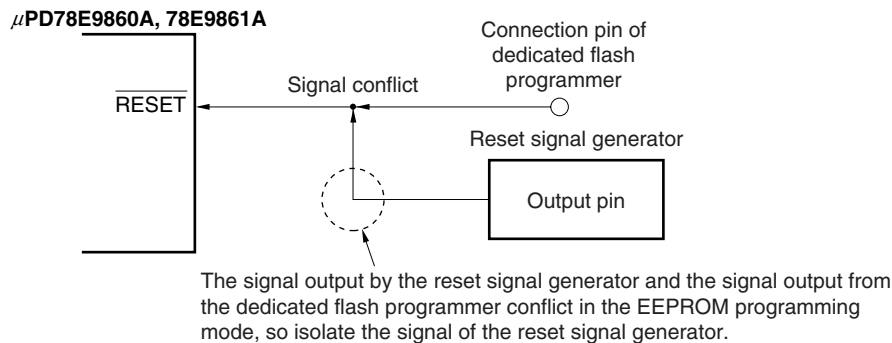 μPD78E9860A, 78E9861A
Connection pin of
dedicated flash
programmer
Signal conflict
RESET
Reset signal generator
Output pin
The signal output by the reset signal generator and the signal output from
the dedicated flash programmer conflict in the EEPROM programming
mode, so isolate the signal of the reset signal generator.